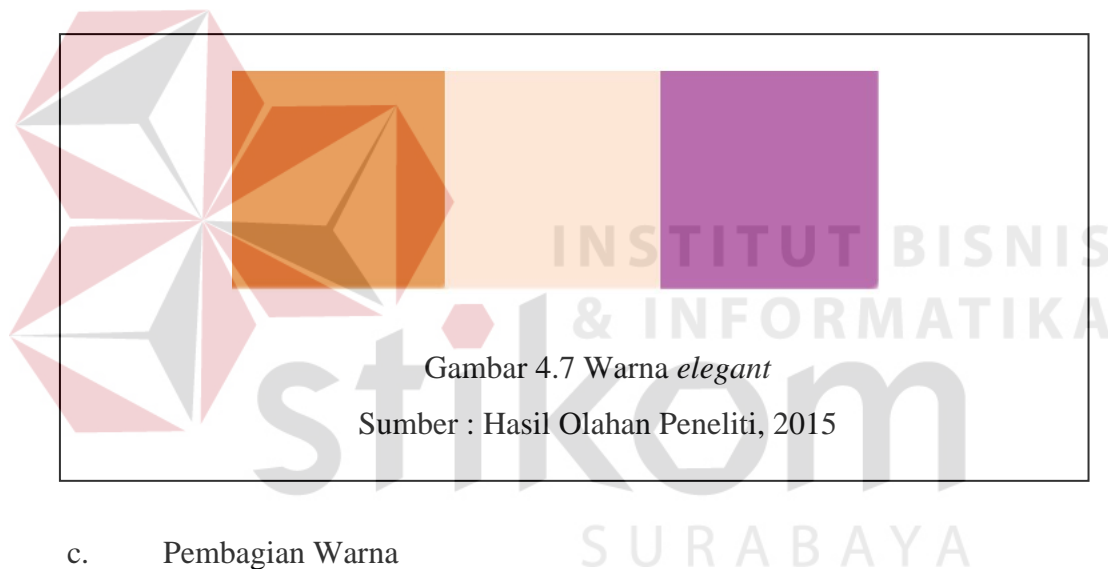 INSTITUT BISNIS
& INFORMATIKA
stikom
SURABAYA
Gambar 4.7 Warna elegant
Sumber : Hasil Olahan Peneliti, 2015
c. Pembagian Warna